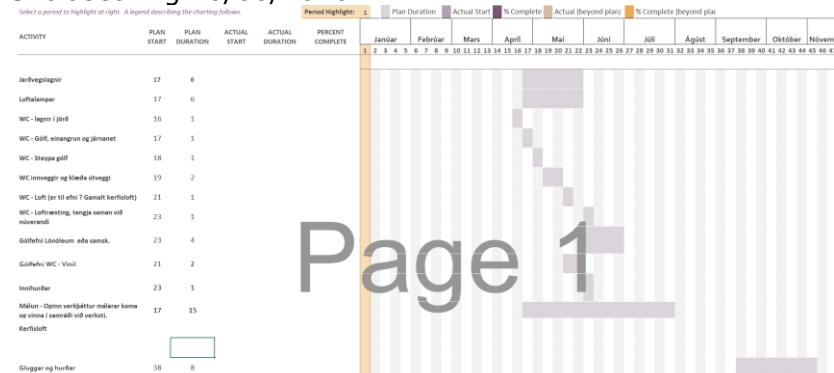 Select a period to highlight at right. A legend describing the charting follows. Period Highlight: 1 Plan Duration Actual Start % Complete Actual (beyond plan) % Complete (beyond plan
ACTIVITY PLAN START PLAN DURATION ACTUAL START ACTUAL DURATION PERCENT COMPLETE
Janúar Febrúar Mars Apríl Maí Júní Júlí Ágúst September Október Nóvem
1 2 3 4 5 6 7 8 9 10 11 12 13 14 15 16 17 18 19 20 21 22 23 24 25 26 27 28 29 30 31 32 33 34 35 36 37 38 39 40 41 42 43 44 45 46 47
Jarðvegslagnir 17 6
Loftalampar 17 6
WC - lagnir í jörð 16 1
WC - Gólf, einangrun og járnanet 17 1
WC - Steypa gólf 18 1
WC innveggir og klæða útveggi 19 2
WC - Loft (er til efni ? Gamalt kerfisloft) 21 1
WC - Loftræsting, tengja saman við
núverandi 23 1
Gólfefni Lónóleum eða samsk. 23 4
Gólfefni WC - Vinil 21 2
Innihurðar 23 1
Málun - Opinn verkþáttur málarar koma
og vinna í samráði við verkstj. 17 15
Kerfisloft
Gluggar og hurðar 38 8
Page 1